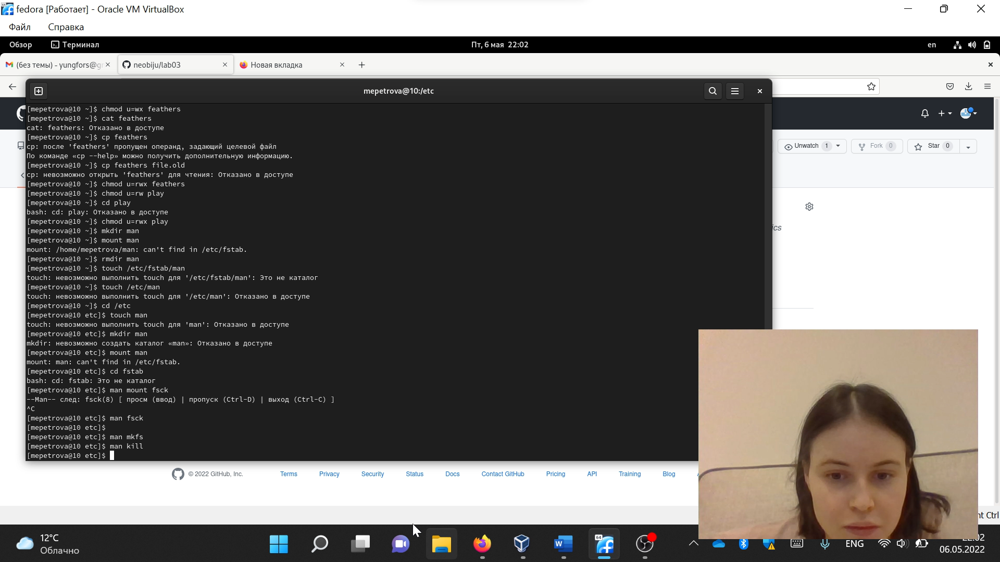 fedora [Работает] - Oracle VM VirtualBox
Файл Справка
Обзор Терминал Пт, 6 мая 22:02 en
(без темы) - yungfors@gr neobiju/lab03 Новая вкладка
mepetrova@10:/etc
[mepetrova@10 ~]$ chmod u=wx feathers
[mepetrova@10 ~]$ cat feathers
cat: feathers: Отказано в доступе
[mepetrova@10 ~]$ cp feathers
cp: после 'feathers' пропущен операнд, задающий целевой файл
По команде «cp --help» можно получить дополнительную информацию.
[mepetrova@10 ~]$ cp feathers file.old
cp: невозможно открыть 'feathers' для чтения: Отказано в доступе
[mepetrova@10 ~]$ chmod u=rwx feathers
[mepetrova@10 ~]$ chmod u=rw play
[mepetrova@10 ~]$ cd play
bash: cd: play: Отказано в доступе
[mepetrova@10 ~]$ chmod u=rwx play
[mepetrova@10 ~]$ mkdir man
[mepetrova@10 ~]$ mount man
mount: /home/mepetrova/man: can't find in /etc/fstab.
[mepetrova@10 ~]$ rmdir man
[mepetrova@10 ~]$ touch /etc/fstab/man
touch: невозможно выполнить touch для '/etc/fstab/man': Это не каталог
[mepetrova@10 ~]$ touch /etc/man
touch: невозможно выполнить touch для '/etc/man': Отказано в доступе
[mepetrova@10 ~]$ cd /etc
[mepetrova@10 etc]$ touch man
touch: невозможно выполнить touch для 'man': Отказано в доступе
[mepetrova@10 etc]$ mkdir man
mkdir: невозможно создать каталог «man»: Отказано в доступе
[mepetrova@10 etc]$ mount man
mount: man: can't find in /etc/fstab.
[mepetrova@10 etc]$ cd fstab
bash: cd: fstab: Это не каталог
[mepetrova@10 etc]$ man mount fsck
--Man-- след: fsck(8) [ просм (ввод) | пропуск (Ctrl-D) | выход (Ctrl-C) ]
^C
[mepetrova@10 etc]$ man fsck
[mepetrova@10 etc]$
[mepetrova@10 etc]$ man mkfs
[mepetrova@10 etc]$ man kill
[mepetrova@10 etc]$
Unwatch 1 Fork 0 Star 0
ics
© 2022 GitHub, Inc. Terms Privacy Security Status Docs Contact GitHub Pricing API Training Blog
nt Ctrl
12°C
Облачно
64
W
64
ENG
22:02
06.05.2022